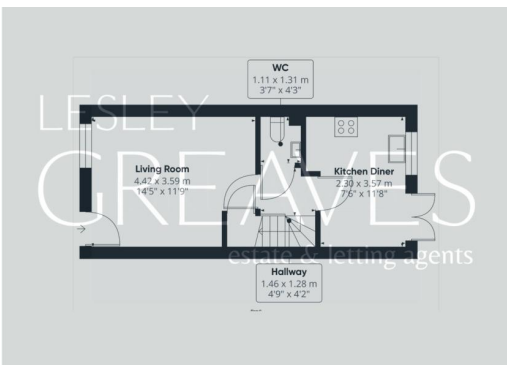 WC
1.11 x 1.31 m
3'7" x 4'3"
LESLEY
GREAVES
estate & letting agents
Living Room
4.42 x 3.59 m
14'5" x 11'9"
Kitchen Diner
2.30 x 3.57 m
7'6" x 11'8"
Hallway
1.46 x 1.28 m
4'9" x 4'2"